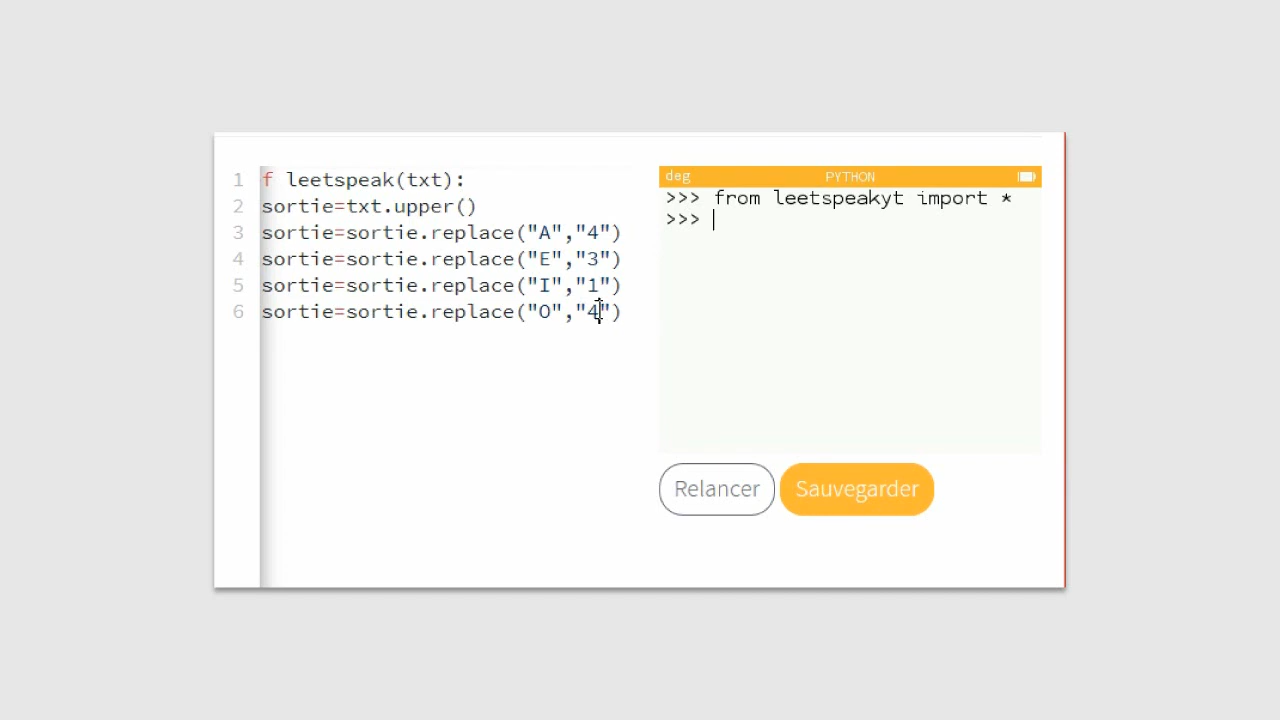 1 f leetspeak(txt):
2 sortie=txt.upper()
3 sortie=sortie.replace("A","4")
4 sortie=sortie.replace("E","3")
5 sortie=sortie.replace("I","1")
6 sortie=sortie.replace("O","4")
deg PYTHON
>>> from leetspeakyt import *
>>>
Relancer Sauvegarder